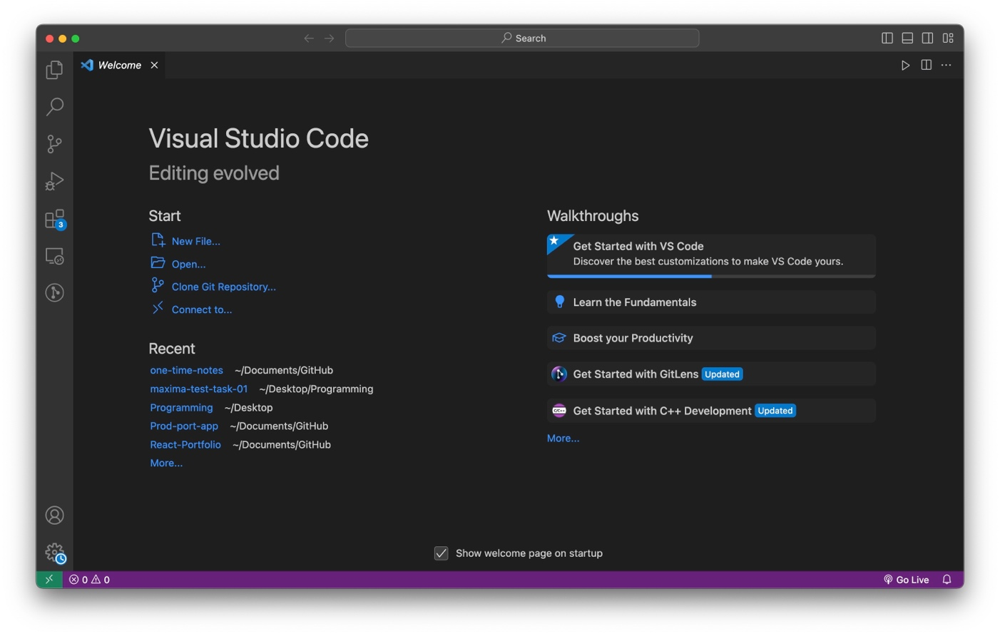 Search
Welcome
Visual Studio Code
Editing evolved
Start
New File...
Open...
Clone Git Repository...
Connect to...
Recent
one-time-notes ~/Documents/GitHub
maxima-test-task-01 ~/Desktop/Programming
Programming ~/Desktop
Prod-port-app ~/Documents/GitHub
React-Portfolio ~/Documents/GitHub
More...
Walkthroughs
Get Started with VS Code
Discover the best customizations to make VS Code yours.
Learn the Fundamentals
Boost your Productivity
Get Started with GitLens Updated
C/C++ Get Started with C++ Development Updated
More...
3
Show welcome page on startup
0 0
Go Live